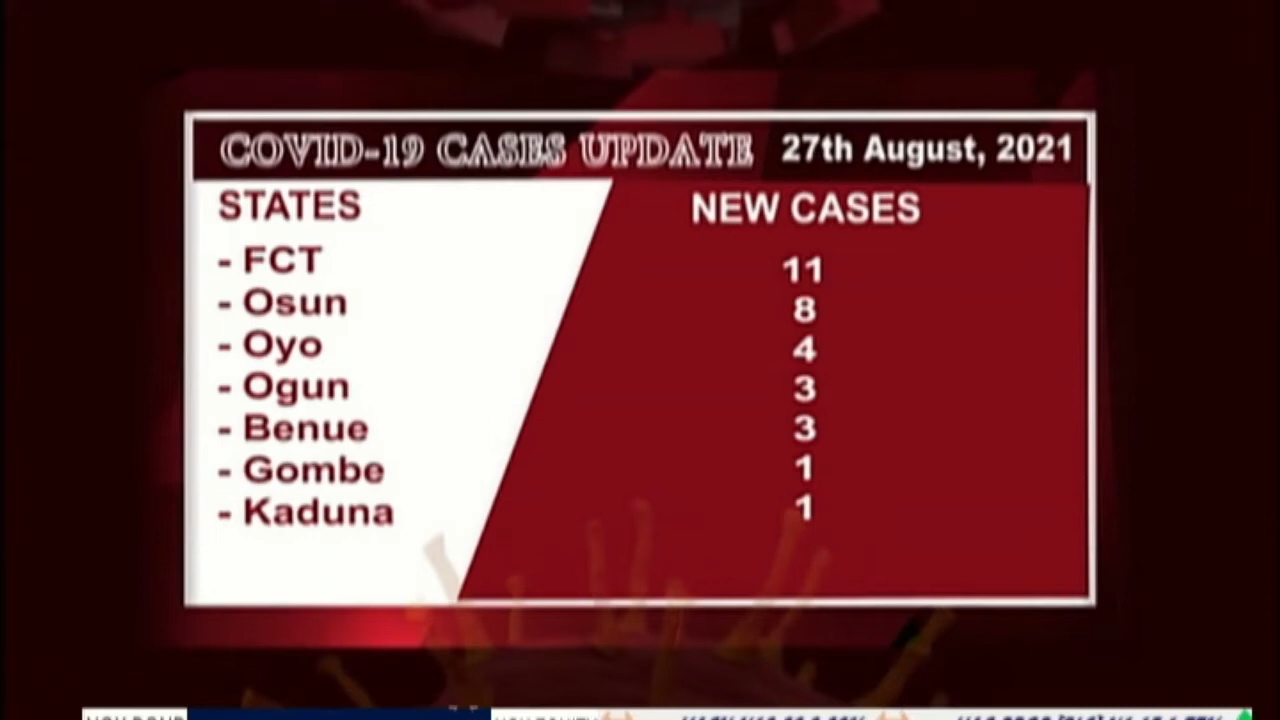 COVID-19 CASES UPDATE 27th August, 2021
STATES NEW CASES
- FCT 11
- Osun 8
- Oyo 4
- Ogun 3
- Benue 3
- Gombe 1
- Kaduna 1